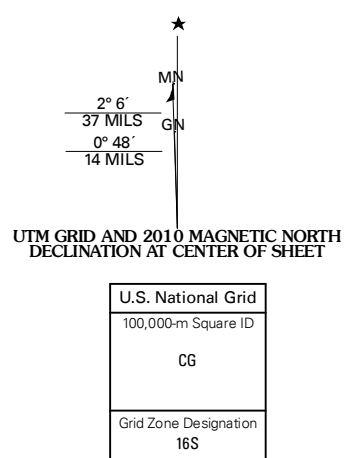 MN
2° 6´
37 MILS
GN
0° 48´
14 MILS
UTM GRID AND 2010 MAGNETIC NORTH
DECLINATION AT CENTER OF SHEET
U.S. National Grid
100,000-m Square ID
CG
Grid Zone Designation
16S